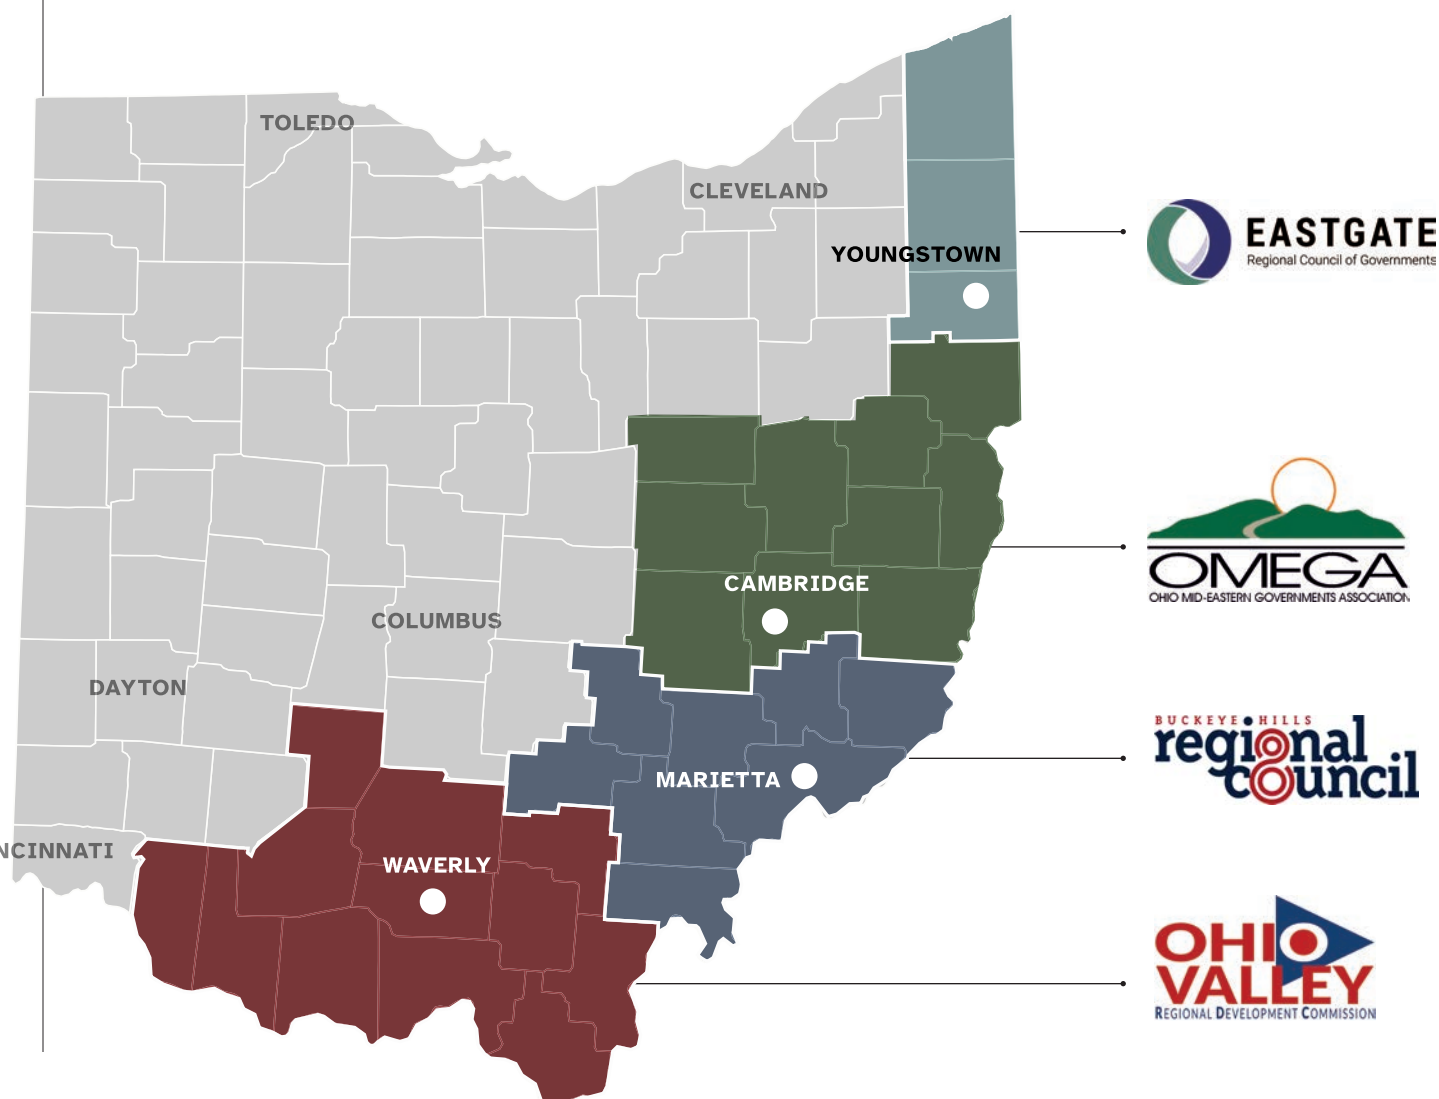 TOLEDO
CLEVELAND
YOUNGSTOWN
EASTGATE
Regional Council of Governments
CAMBRIDGE
OMEGA
OHIO MID-EASTERN GOVERNMENTS ASSOCIATION
COLUMBUS
DAYTON
MARIETTA
BUCKEYE HILLS
regional
council
NCINNATI
WAVERLY
OHIO
VALLEY
REGIONAL DEVELOPMENT COMMISSION